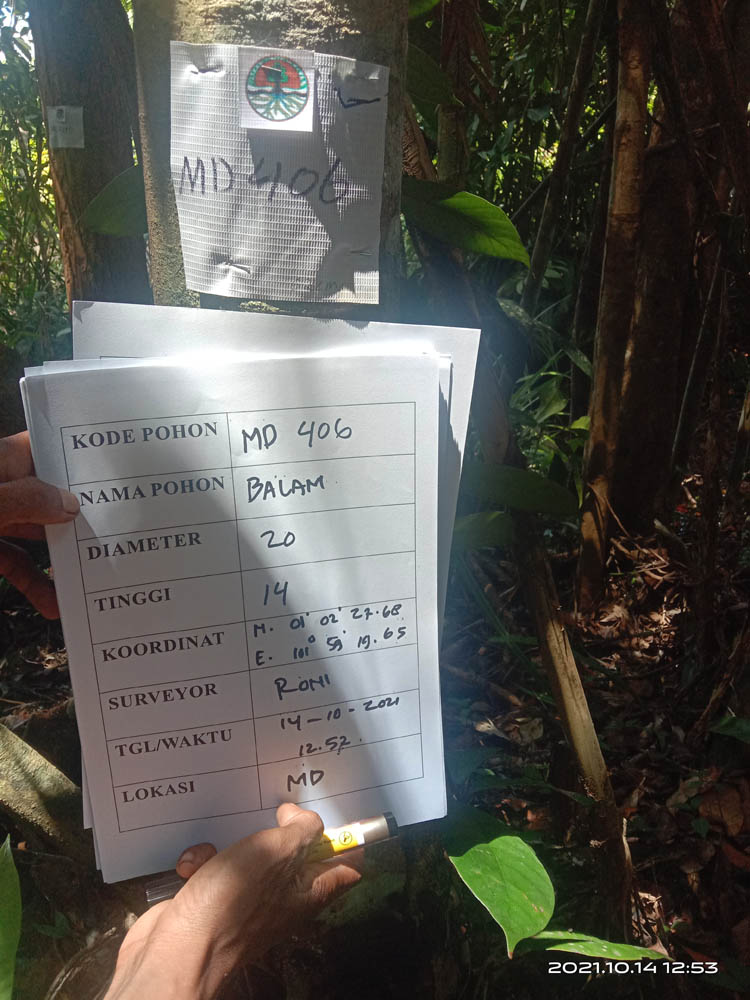 MD 406
KODE POHON MD 406
NAMA POHON BALAM
DIAMETER 20
TINGGI 14
KOORDINAT N. 01° 02' 27.68
E. 101° 59' 19.65
SURVEYOR RONI
TGL/WAKTU 14-10-2021
12.52.
LOKASI MD
2021.10.14 12:53